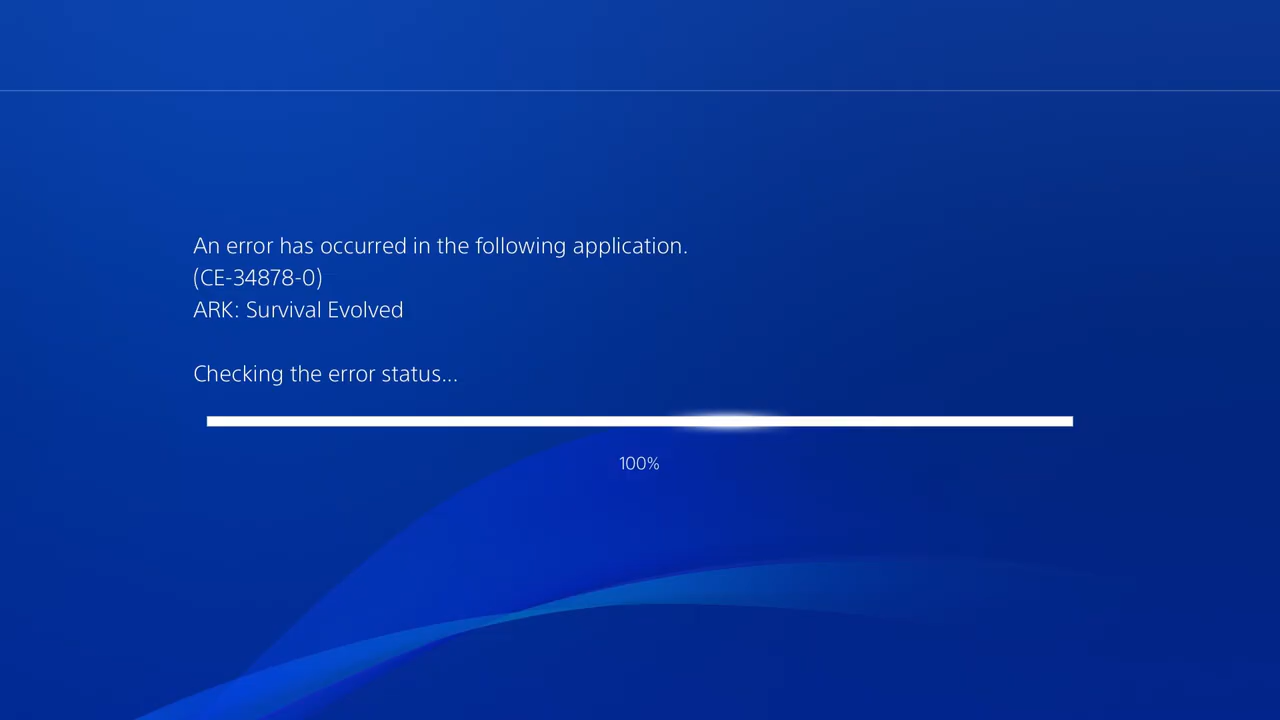 An error has occurred in the following application.
(CE-34878-0)
ARK: Survival Evolved
Checking the error status...
100%